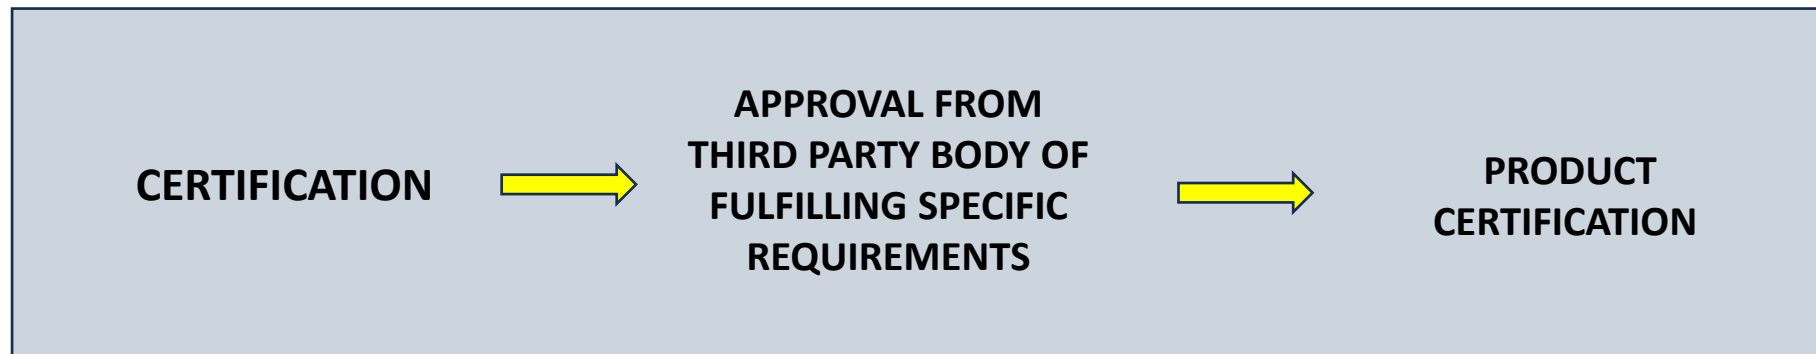 CERTIFICATION
APPROVAL FROM
THIRD PARTY BODY OF
FULFILLING SPECIFIC
REQUIREMENTS
PRODUCT
CERTIFICATION